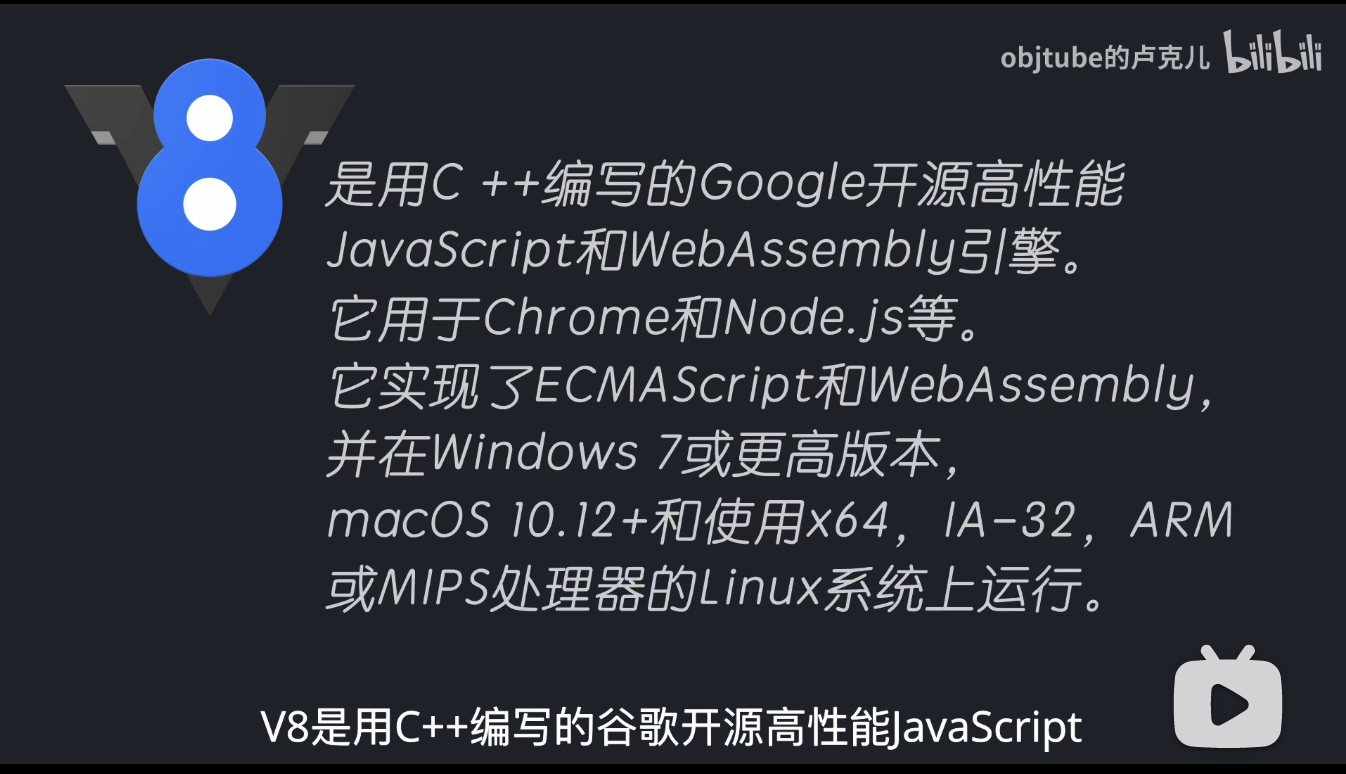 objtube的卢克儿 bilibili
V8
是用C ++编写的Google开源高性能
JavaScript和WebAssembly引擎。
它用于Chrome和Node.js等。
它实现了ECMAScript和WebAssembly，
并在Windows 7或更高版本，
macOS 10.12+和使用x64，IA-32，ARM
或MIPS处理器的Linux系统上运行。
V8是用C++编写的谷歌开源高性能JavaScript